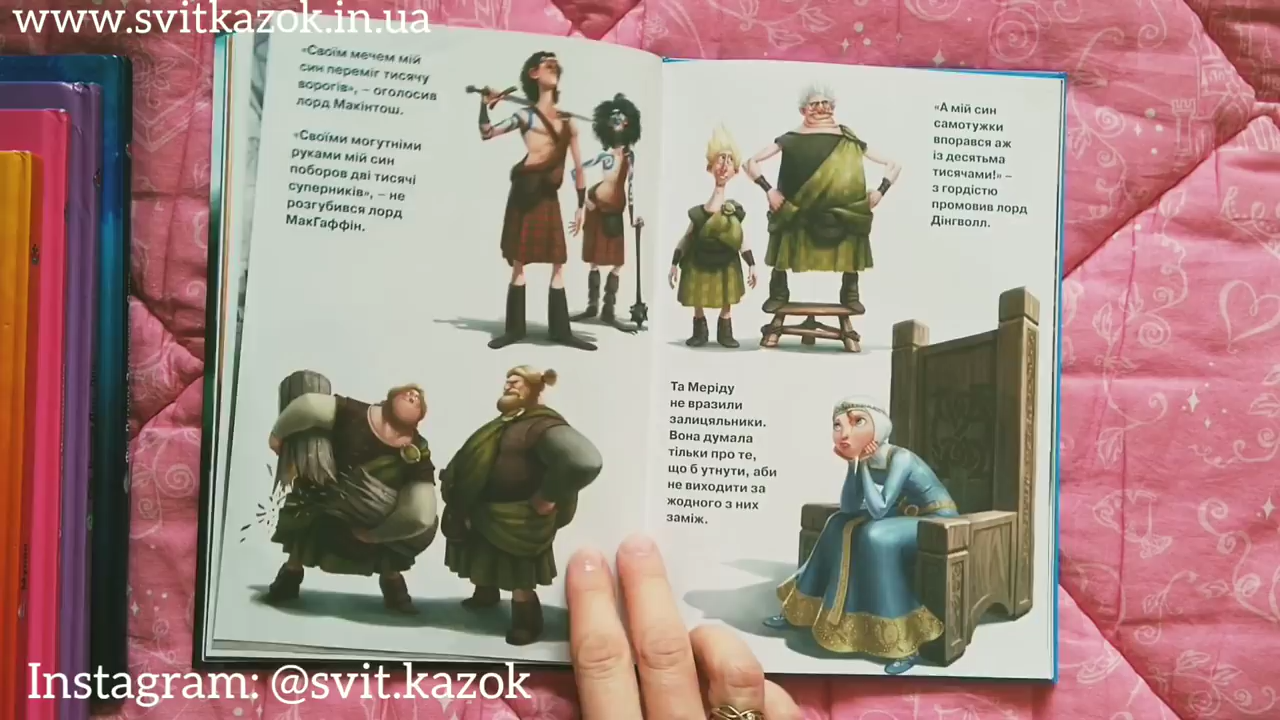 www.svitkazok.in.ua
«Своїм мечем мій
син переміг тисячу
ворогів», – оголосив
лорд Макінтош.
«Своїми могутніми
руками мій син
поборов дві тисячі
суперників», – не
розгубився лорд
МакГаффін.
«А мій син
самотужки
впорався аж
із десятьма
тисячами!» –
з гордістю
промовив лорд
Дінгволл.
Та Меріду
не вразили
залицяльники.
Вона думала
тільки про те,
що б утнути, аби
не виходити за
жодного з них
заміж.
Instagram: @svit.kazok